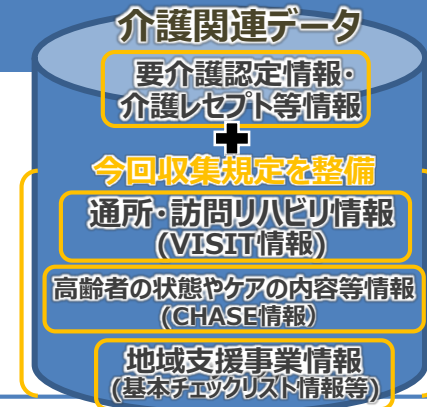 介護関連データ
要介護認定情報・
介護レセプト等情報
+
今回収集規定を整備
通所・訪問リハビリ情報
(VISIT情報)
高齢者の状態やケアの内容等情報
(CHASE情報)
地域支援事業情報
(基本チェックリスト情報等)